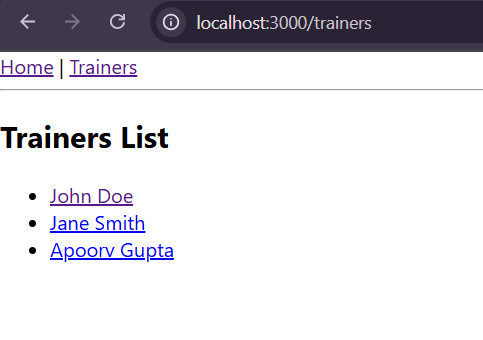 localhost:3000/trainers
Home | Trainers
Trainers List
John Doe
Jane Smith
Apoorv Gupta